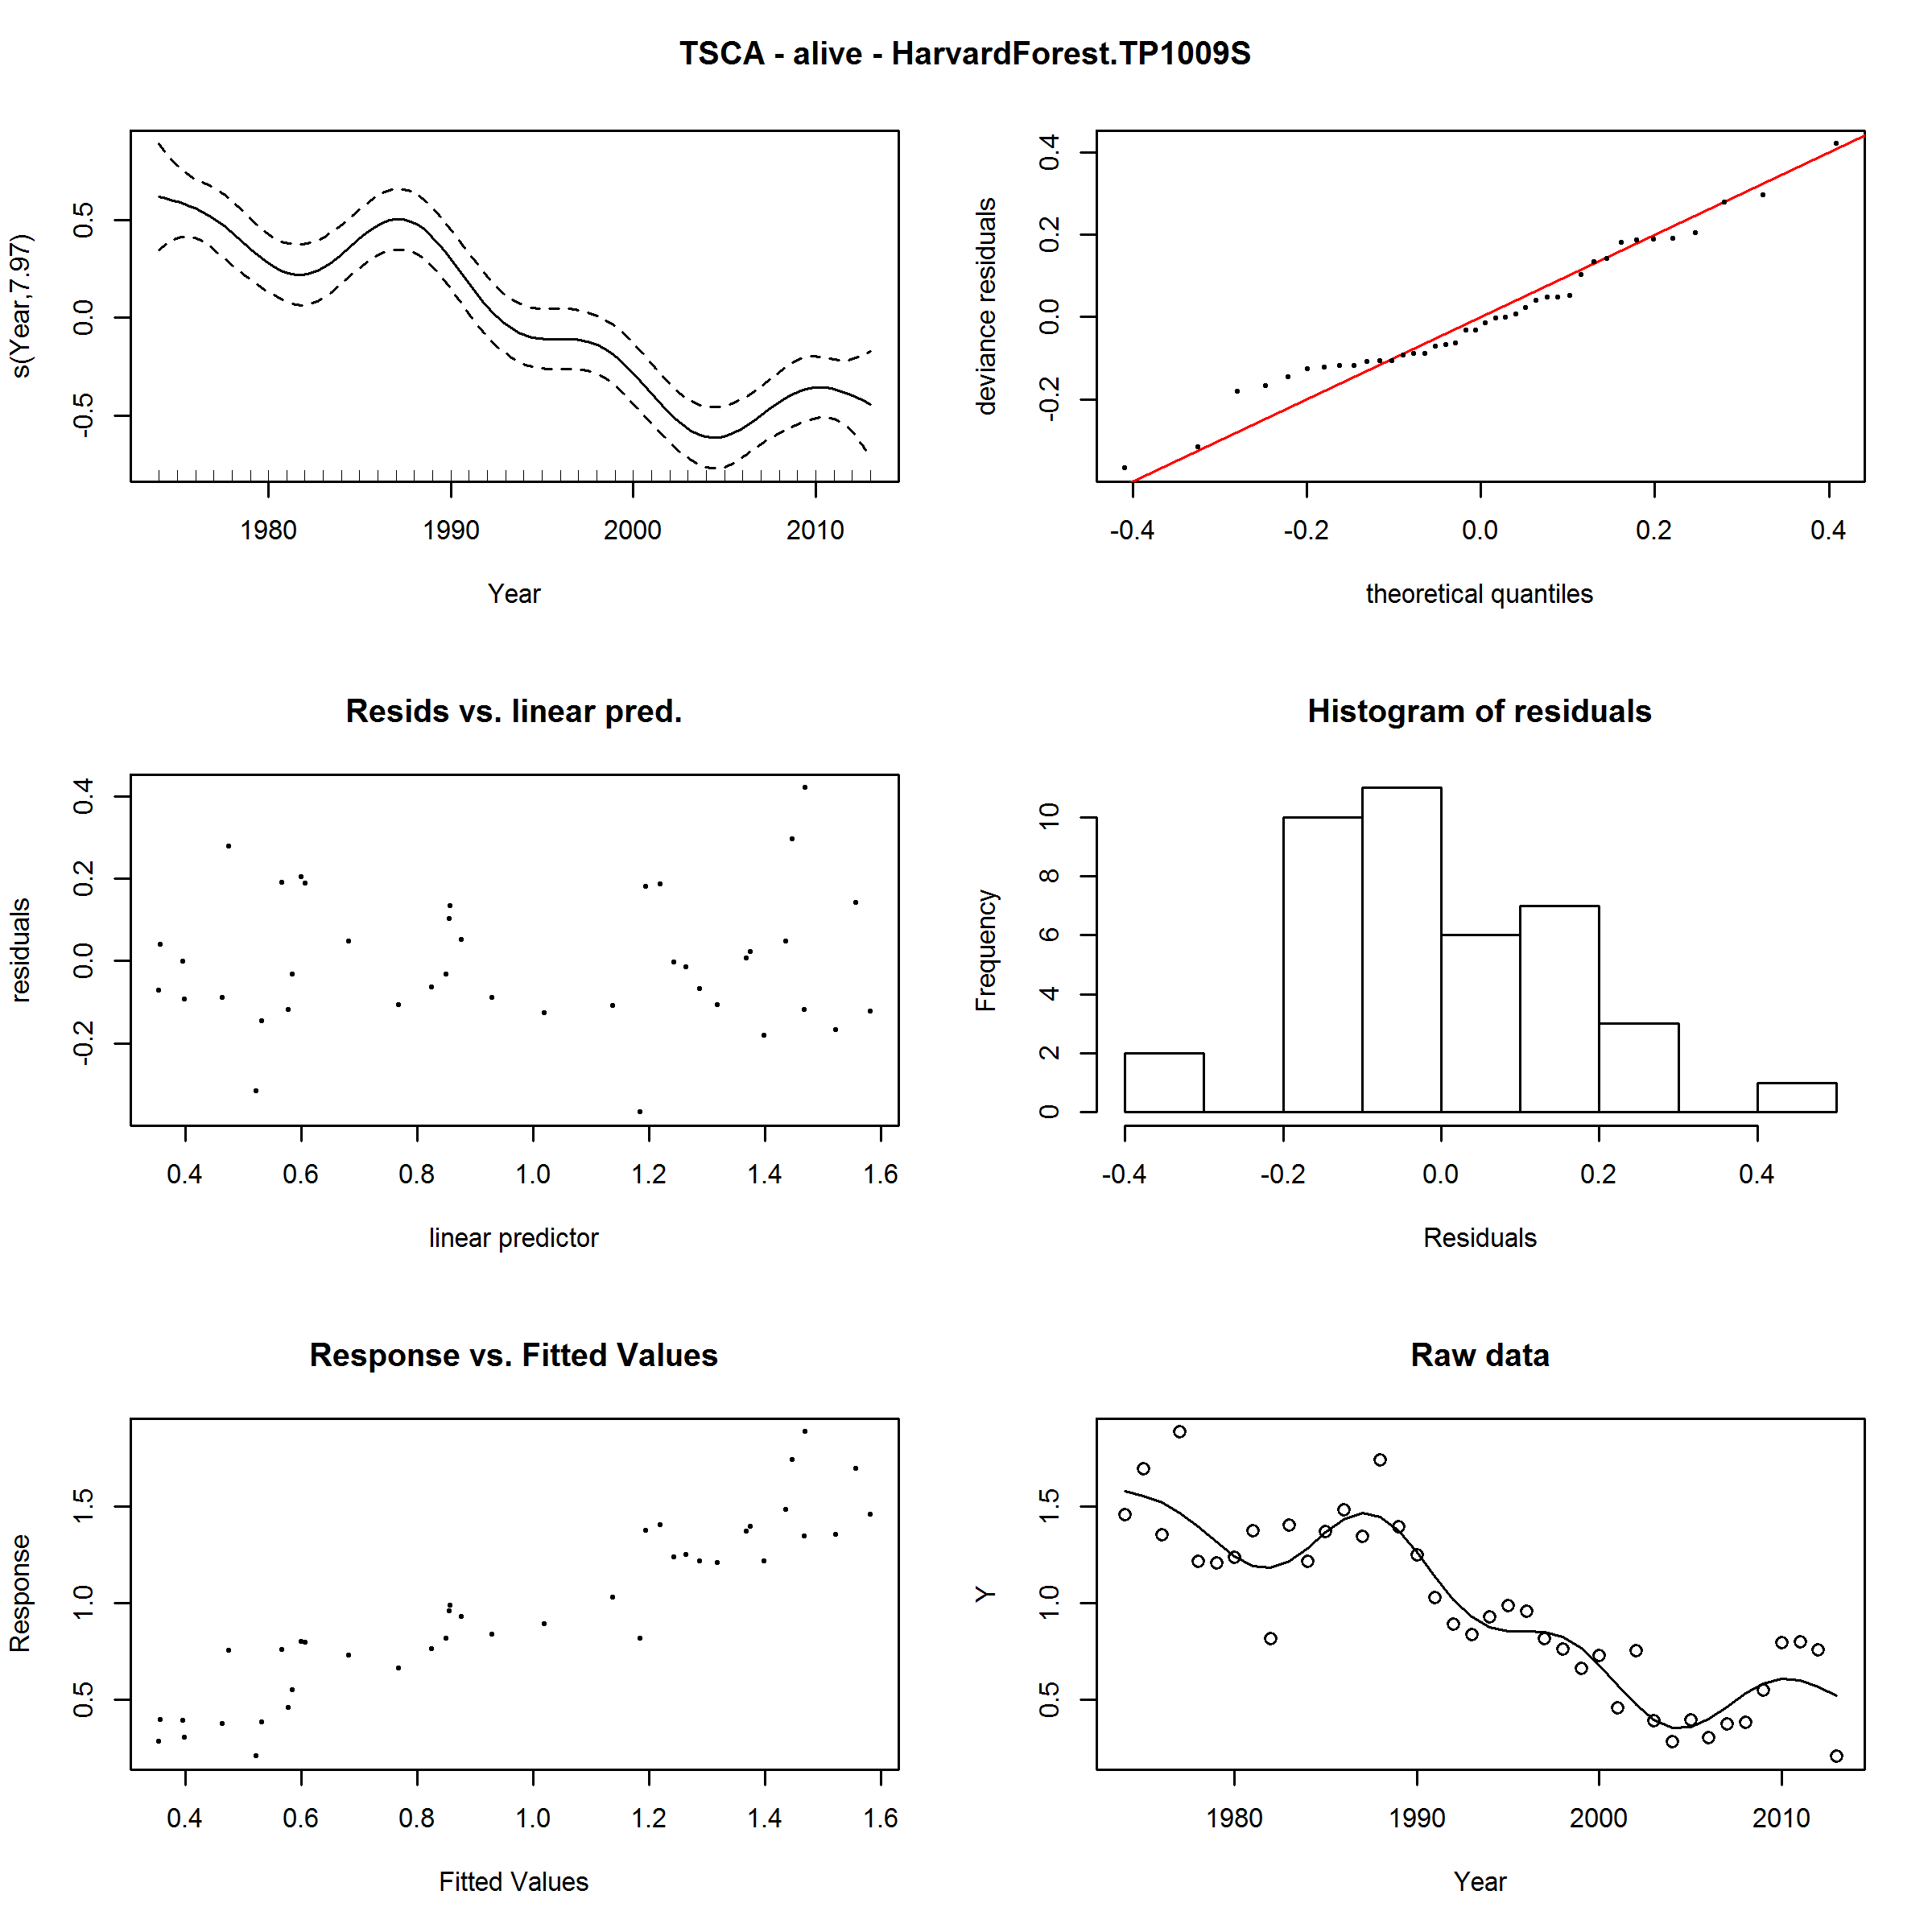 TSCA - alive - HarvardForest.TP1009S
s(Year,7.97)
0.5
0.0
-0.5
1980 1990 2000 2010
Year
deviance residuals
0.4
0.2
0.0
-0.2
-0.4 -0.2 0.0 0.2 0.4
theoretical quantiles
Resids vs. linear pred.
residuals
0.4
0.2
0.0
-0.2
0.4 0.6 0.8 1.0 1.2 1.4 1.6
linear predictor
Histogram of residuals
Frequency
10
8
6
4
2
0
-0.4 -0.2 0.0 0.2 0.4
Residuals
Response vs. Fitted Values
Response
1.5
1.0
0.5
0.4 0.6 0.8 1.0 1.2 1.4 1.6
Fitted Values
Raw data
Y
1.5
1.0
0.5
1980 1990 2000 2010
Year